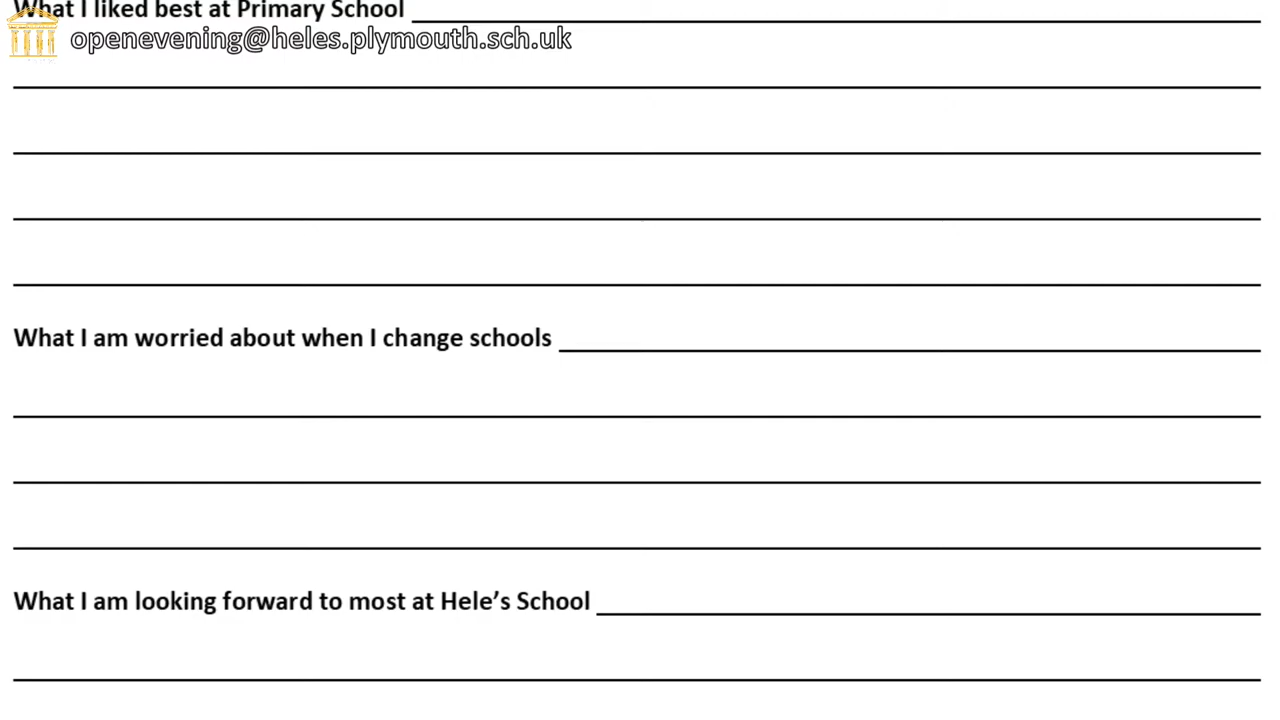 What I liked best at Primary School
openevening@heles.plymouth.sch.uk
What I am worried about when I change schools
What I am looking forward to most at Hele's School